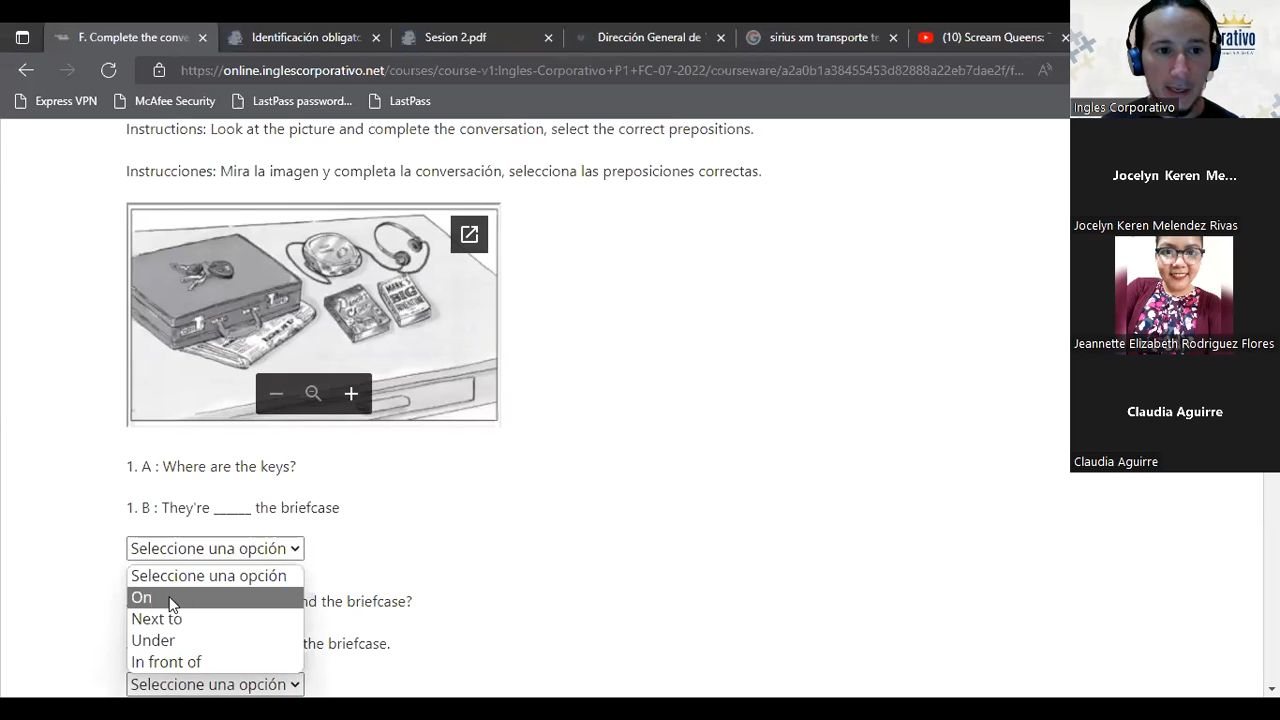 F. Complete the conve
Identificación obligato
Sesion 2.pdf
Dirección General de
sirius xm transporte te
Scream Queens:
https://online.inglescorporativo.net/courses/course-v1:Ingles-Corporativo+P1+FC-07-2022/courseware/a2a0b1a38455453d82888a22eb7dae2f/f...
Express VPN
McAfee Security
LastPass password...
LastPass
Instructions: Look at the picture and complete the conversation, select the correct prepositions.
Instrucciones: Mira la imagen y completa la conversación, selecciona las preposiciones correctas.
1. A : Where are the keys?
1. B : They're ______ the briefcase
Seleccione una opción
Seleccione una opción
On
Next to
Under
In front of
nd the briefcase?
the briefcase.
Seleccione una opción
Ingles Corporativo
Jocelyn Keren Me...
Jocelyn Keren Melendez Rivas
Jeannette Elizabeth Rodriguez Flores
Claudia Aguirre
Claudia Aguirre